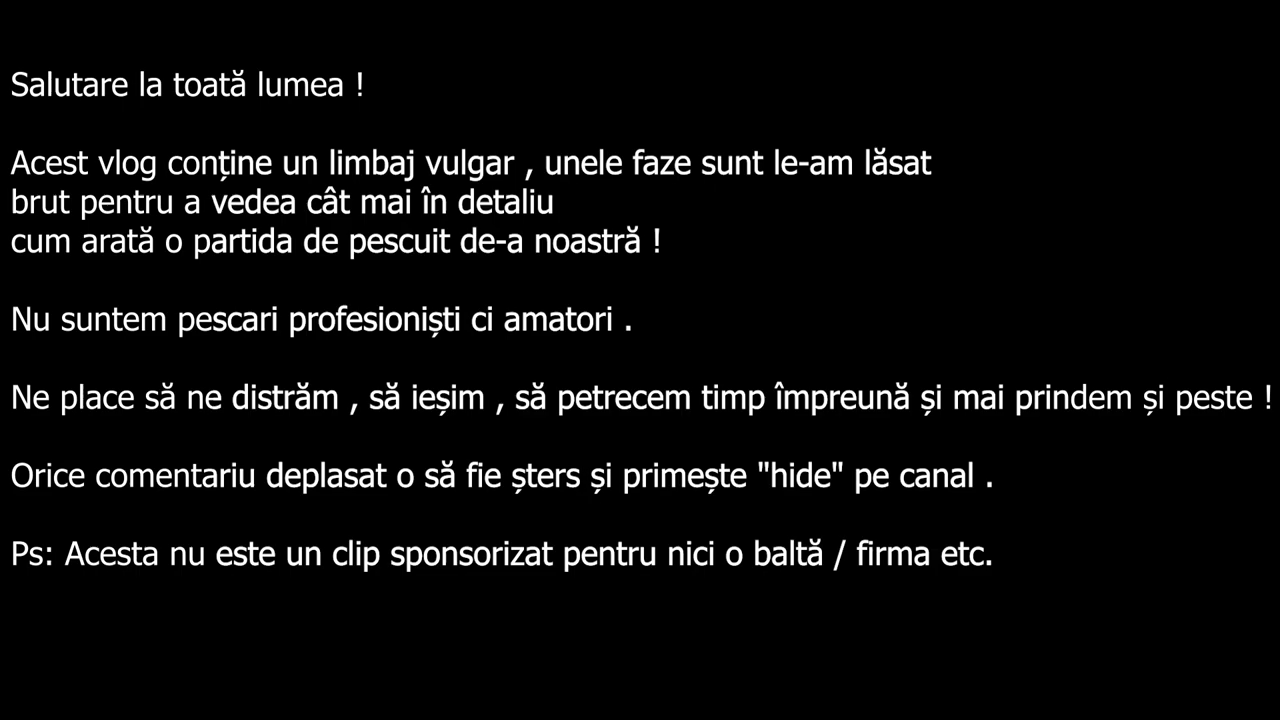 Salutare la toată lumea !
Acest vlog conține un limbaj vulgar , unele faze sunt le-am lăsat
brut pentru a vedea cât mai în detaliu
cum arată o partida de pescuit de-a noastră !
Nu suntem pescari profesioniști ci amatori .
Ne place să ne distrăm , să ieșim , să petrecem timp împreună și mai prindem și peste !
Orice comentariu deplasat o să fie șters și primește "hide" pe canal .
Ps: Acesta nu este un clip sponsorizat pentru nici o baltă / firma etc.